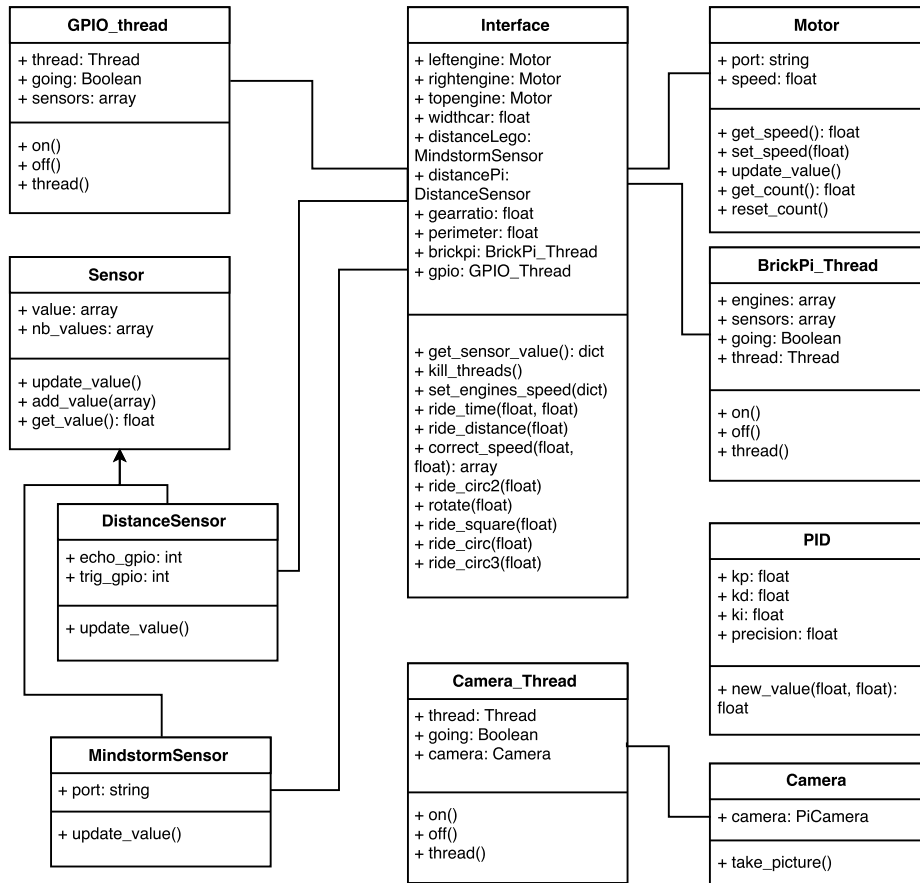 GPIO_thread
+ thread: Thread
+ going: Boolean
+ sensors: array
+ on()
+ off()
+ thread()
Sensor
+ value: array
+ nb_values: array
+ update_value()
+ add_value(array)
+ get_value(): float
DistanceSensor
+ echo_gpio: int
+ trig_gpio: int
+ update_value()
MindstormSensor
+ port: string
+ update_value()
Interface
+ leftengine: Motor
+ rightengine: Motor
+ topengine: Motor
+ widthcar: float
+ distanceLego:
MindstormSensor
+ distancePi:
DistanceSensor
+ gearratio: float
+ perimeter: float
+ brickpi: BrickPi_Thread
+ gpio: GPIO_Thread
+ get_sensor_value(): dict
+ kill_threads()
+ set_engines_speed(dict)
+ ride_time(float, float)
+ ride_distance(float)
+ correct_speed(float,
float): array
+ ride_circ2(float)
+ rotate(float)
+ ride_square(float)
+ ride_circ(float)
+ ride_circ3(float)
Camera_Thread
+ thread: Thread
+ going: Boolean
+ camera: Camera
+ on()
+ off()
+ thread()
Motor
+ port: string
+ speed: float
+ get_speed(): float
+ set_speed(float)
+ update_value()
+ get_count(): float
+ reset_count()
BrickPi_Thread
+ engines: array
+ sensors: array
+ going: Boolean
+ thread: Thread
+ on()
+ off()
+ thread()
PID
+ kp: float
+ kd: float
+ ki: float
+ precision: float
+ new_value(float, float):
float
Camera
+ camera: PiCamera
+ take_picture()